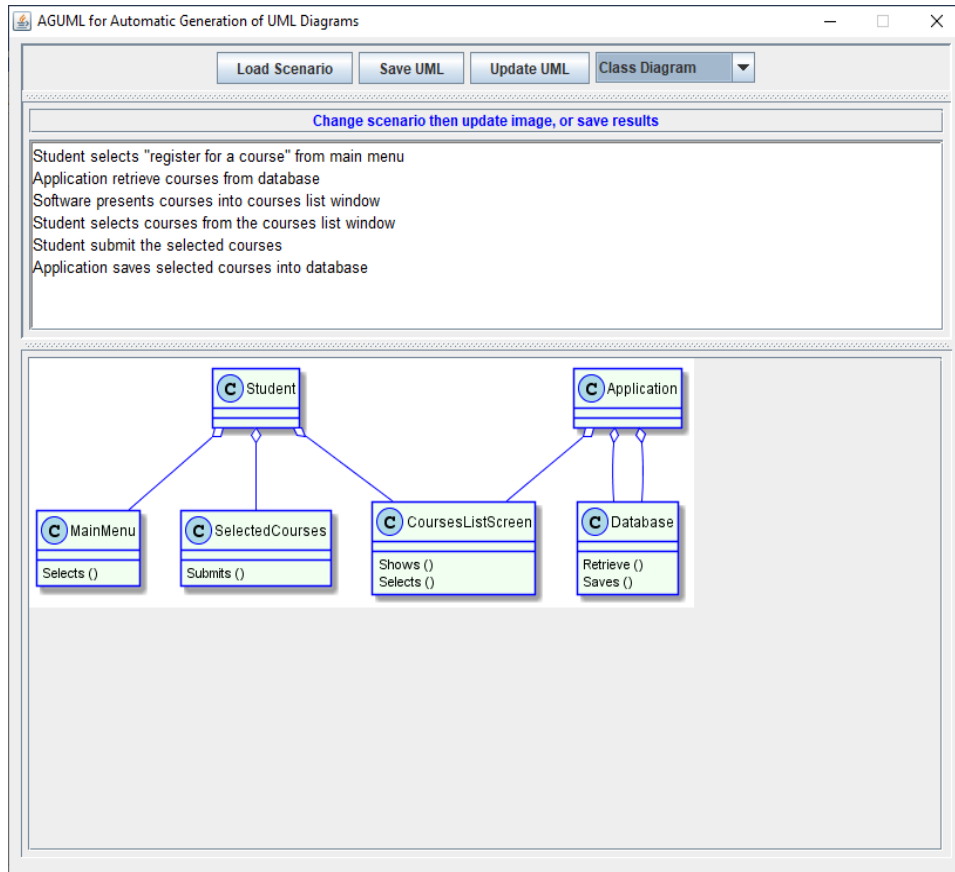 AGUML for Automatic Generation of UML Diagrams
Load Scenario Save UML Update UML Class Diagram
Change scenario then update image, or save results
Student selects "register for a course" from main menu
Application retrieve courses from database
Software presents courses into courses list window
Student selects courses from the courses list window
Student submit the selected courses
Application saves selected courses into database
C Student C Application
C MainMenu C SelectedCourses C CoursesListScreen C Database
Selects () Submits () Shows () Retrieve ()
Selects () Saves ()